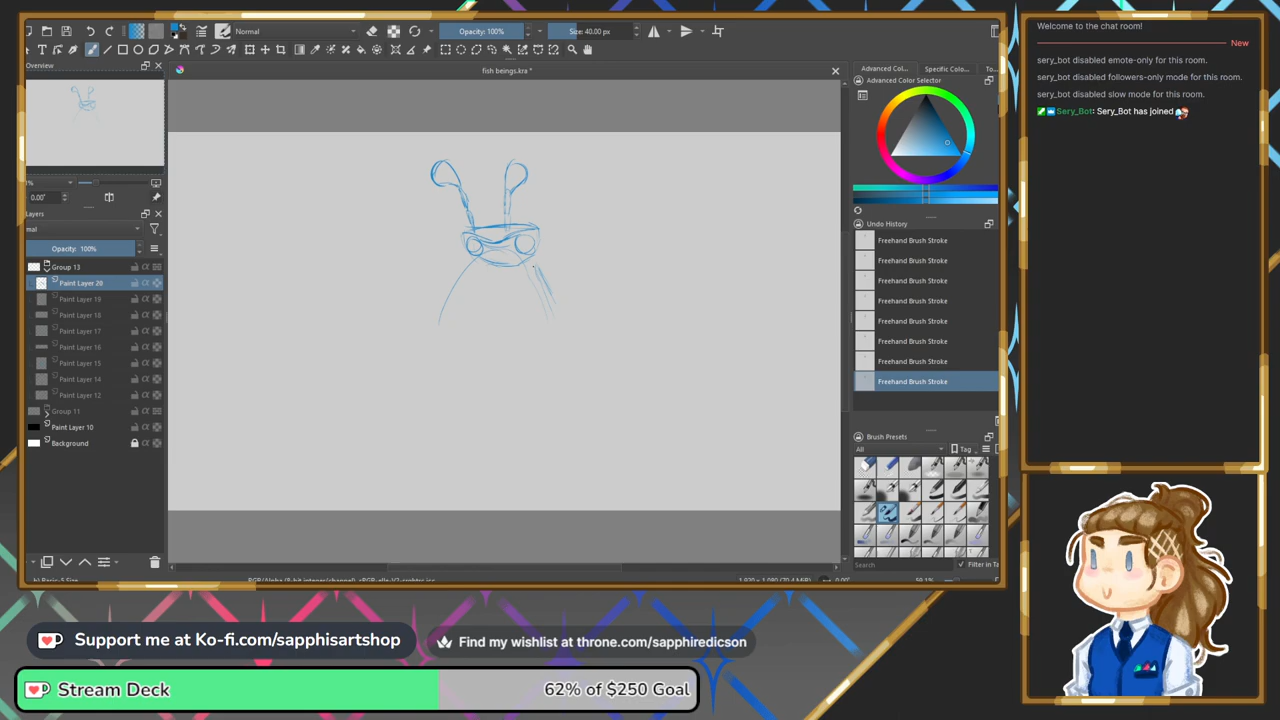 Normal
Opacity: 100%
Size: 40.00 px
Overview
fish beings.kra *
Advanced Col...
Specific Colo...
To...
Advanced Color Selector
0.00°
Layers
Opacity: 100%
Group 13
Paint Layer 20
Paint Layer 19
Paint Layer 18
Paint Layer 17
Paint Layer 16
Paint Layer 15
Paint Layer 14
Paint Layer 12
Group 11
Paint Layer 10
Background
Undo History
Freehand Brush Stroke
Freehand Brush Stroke
Freehand Brush Stroke
Freehand Brush Stroke
Freehand Brush Stroke
Freehand Brush Stroke
Freehand Brush Stroke
Freehand Brush Stroke
Brush Presets
All
Tag
Search
Filter in Ta
Welcome to the chat room!
New
sery_bot disabled emote-only for this room.
sery_bot disabled followers-only mode for this room.
sery_bot disabled slow mode for this room.
Sery_Bot: Sery_Bot has joined
Support me at Ko-fi.com/sapphisartshop
Find my wishlist at throne.com/sapphiredicson
Stream Deck
62% of $250 Goal